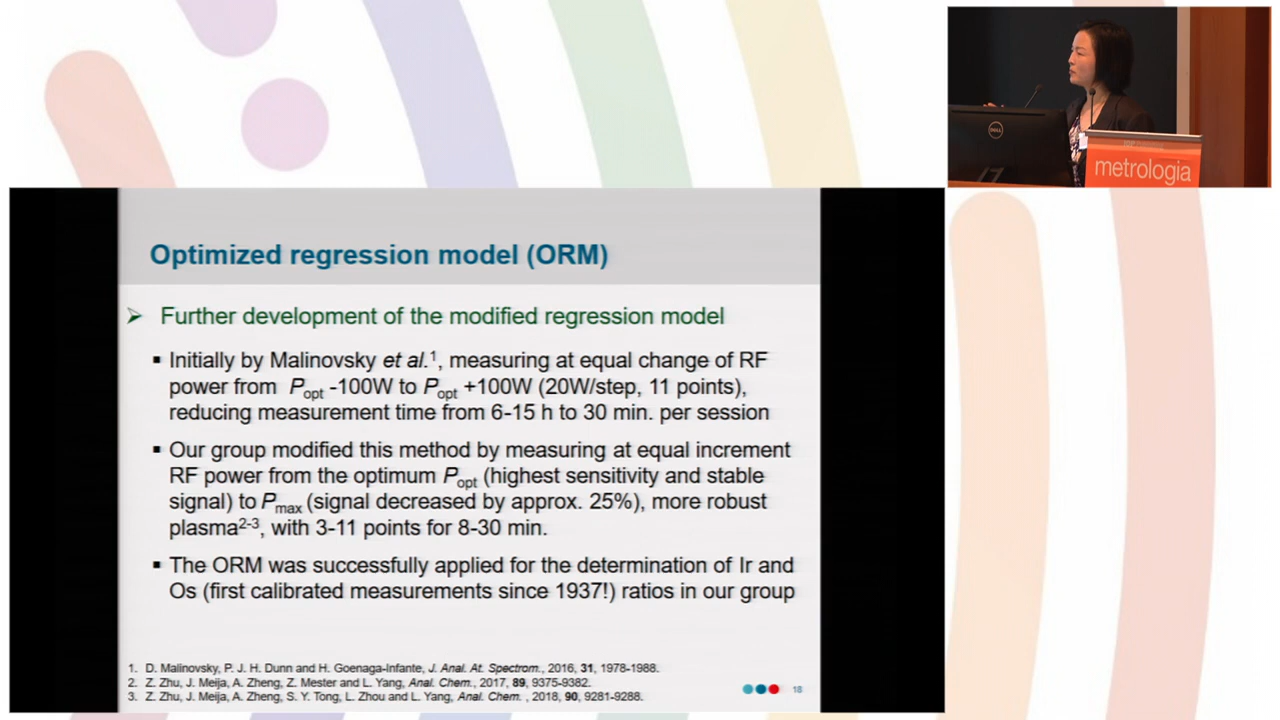 DELL
metrologia
Optimized regression model (ORM)
➢ Further development of the modified regression model
▪ Initially by Malinovsky et al.¹, measuring at equal change of RF
power from P_opt -100W to P_opt +100W (20W/step, 11 points),
reducing measurement time from 6-15 h to 30 min. per session
▪ Our group modified this method by measuring at equal increment
RF power from the optimum P_opt (highest sensitivity and stable
signal) to P_max (signal decreased by approx. 25%), more robust
plasma²⁻³, with 3-11 points for 8-30 min.
▪ The ORM was successfully applied for the determination of Ir and
Os (first calibrated measurements since 1937!) ratios in our group
1. D. Malinovsky, P. J. H. Dunn and H. Goenaga-Infante, J. Anal. At. Spectrom., 2016, 31, 1978-1988.
2. Z. Zhu, J. Meija, A. Zheng, Z. Mester and L. Yang, Anal. Chem., 2017, 89, 9375-9382.
3. Z. Zhu, J. Meija, A. Zheng, S. Y. Tong, L. Zhou and L. Yang, Anal. Chem. , 2018, 90, 9281-9288.
18